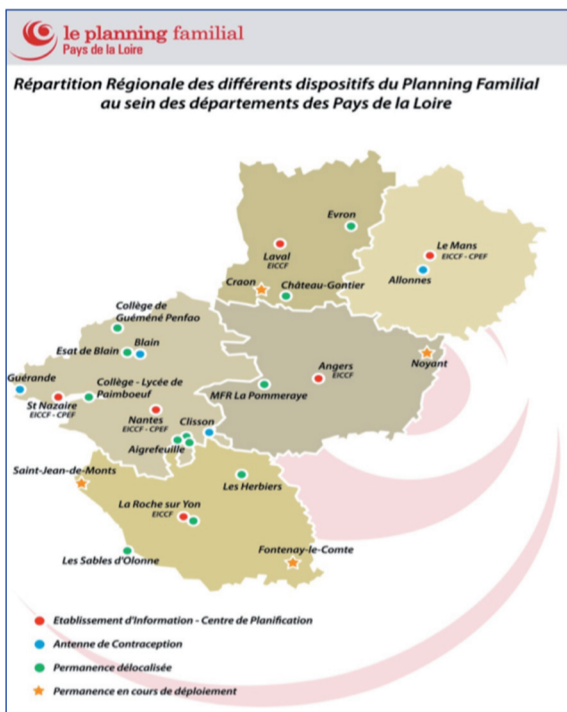 le planning familial
Pays de la Loire
Répartition Régionale des différents dispositifs du Planning Familial
au sein des départements des Pays de la Loire
Evron
Laval
EICCF
Le Mans
EICCF - CPEF
Allonnes
Craon
Château-Gontier
Collège de
Guéméné Penfao
Blain
Esat de Blain
Noyant
Angers
EICCF
Guérande
Collège - Lycée de
Paimboeuf
MFR La Pommeraye
St Nazaire
EICCF - CPEF
Nantes
EICCF - CPEF
Clisson
Aigrefeuille
Saint-Jean-de-Monts
Les Herbiers
La Roche sur Yon
EICCF
Les Sables d'Olonne
Fontenay-le-Comte
Etablissement d'Information - Centre de Planification
Antenne de Contraception
Permanence délocalisée
Permanence en cours de déploiement